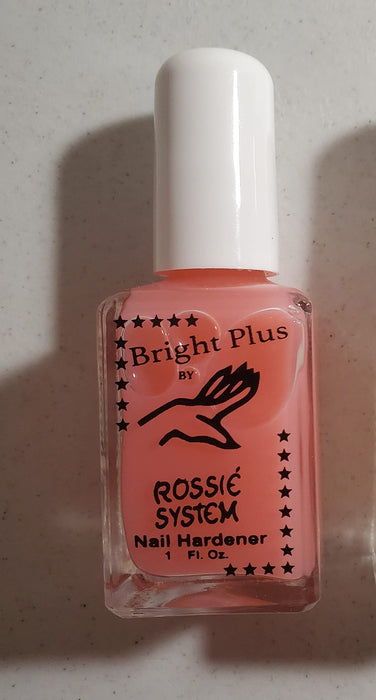 Bright Plus
BY
ROSSIÉ
SYSTEM
Nail Hardener
1 Fl. Oz.